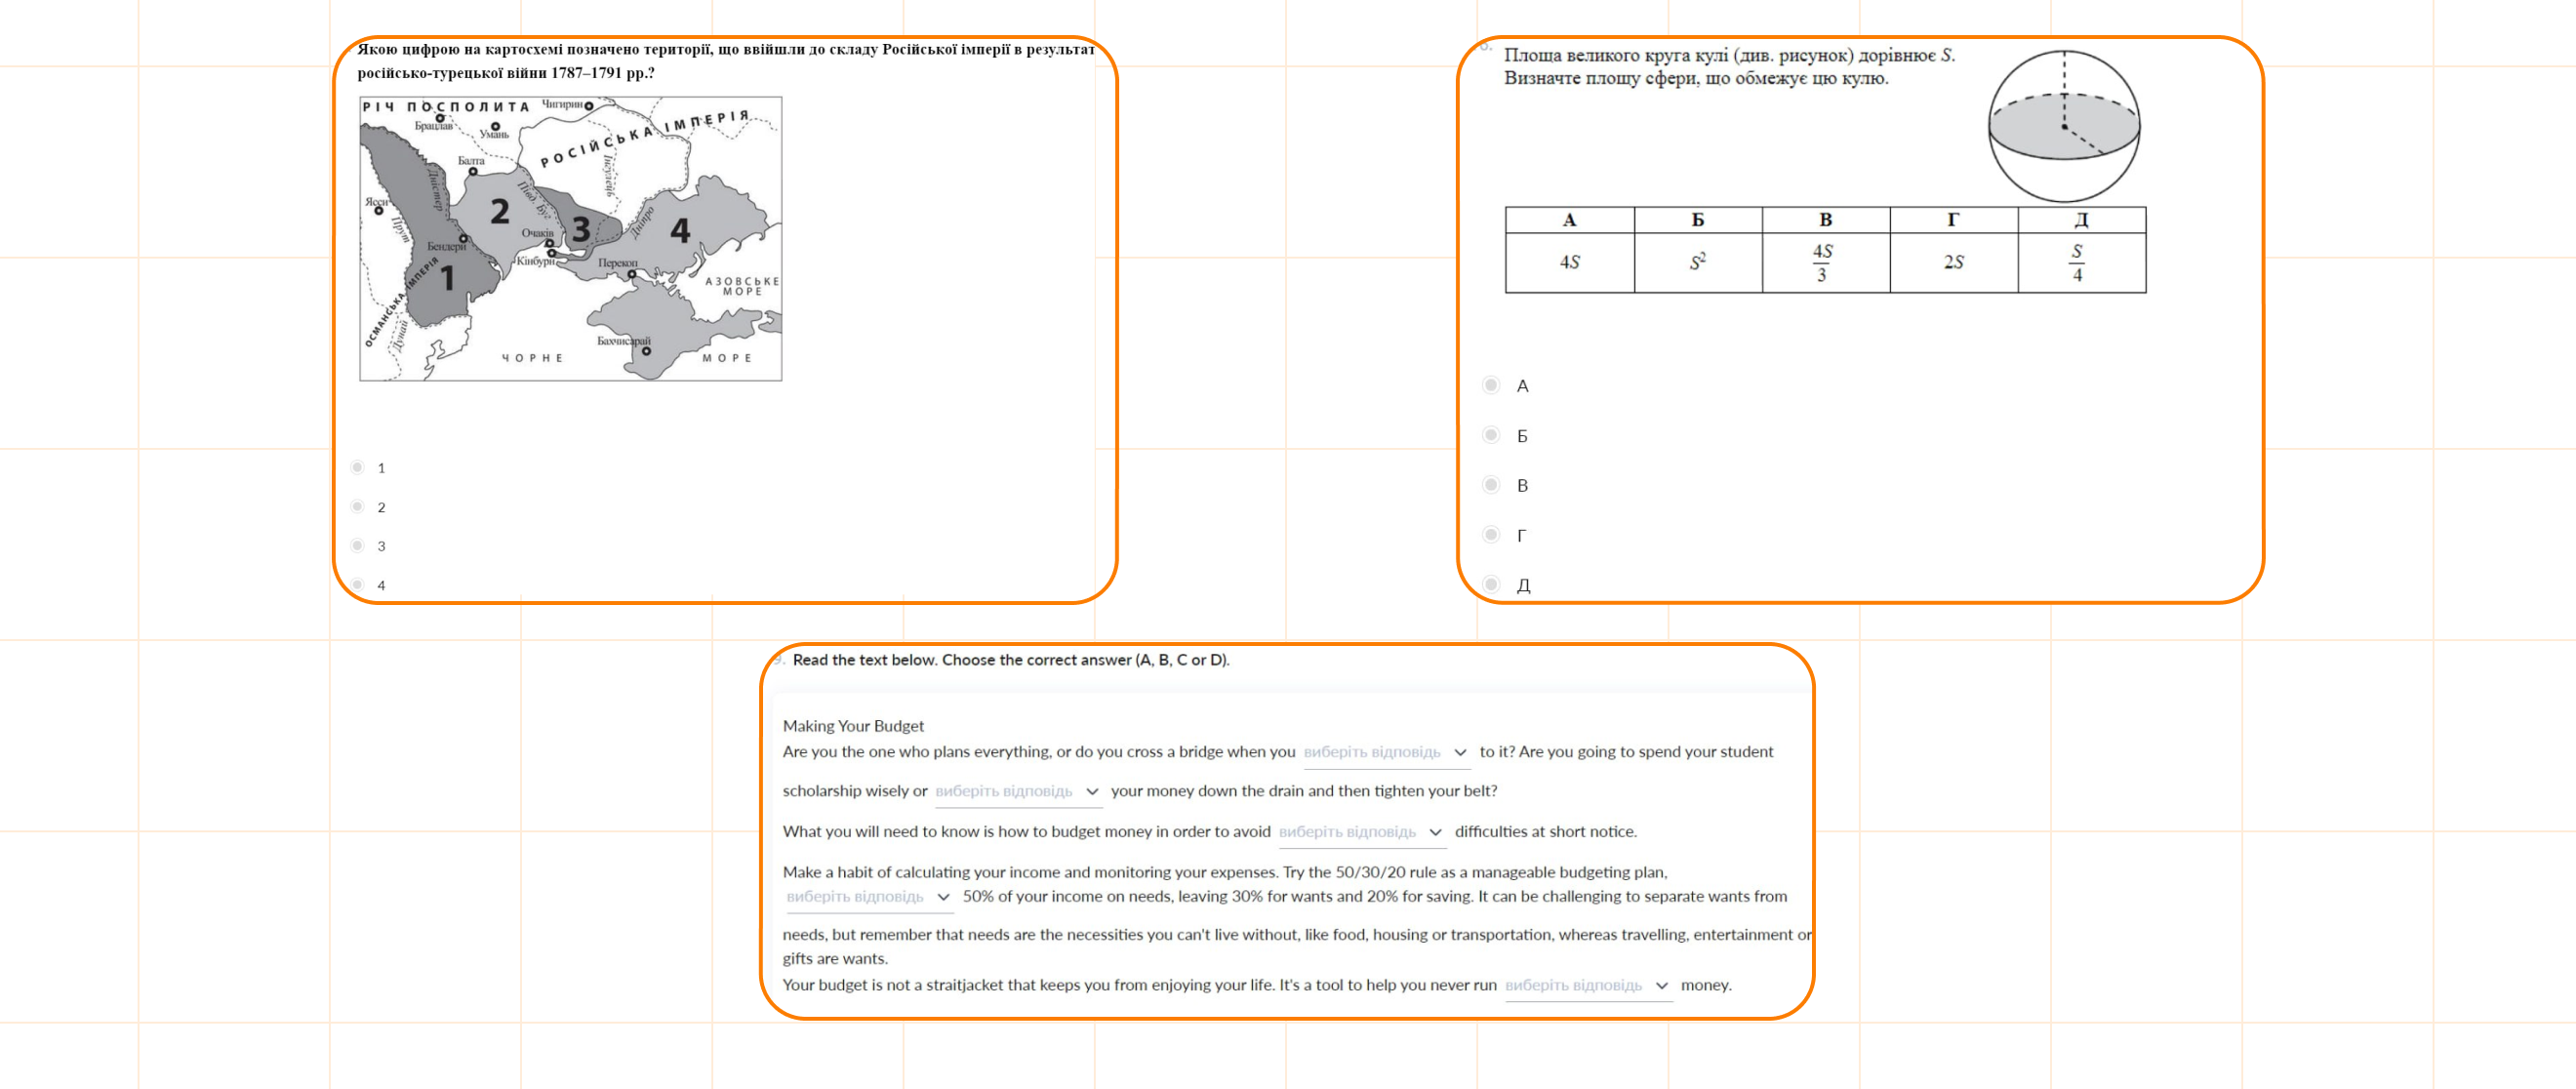 Якою цифрою на картосхемі позначено території, що ввійшли до складу Російської імперії в результат
російсько-турецької війни 1787–1791 рр.?
РІЧ ПОСПОЛИТА
Чигирин
Брацлав
Умань
РОСІЙСЬКА ІМПЕРІЯ
Балта
Інгулець
Дністер
Півд. Буг
Ясси
Прут
2
3
4
Дніпро
Очаків
Бендери
Кінбурн
Перекоп
1
АЗОВСЬКЕ
МОРЕ
ОСМАНСЬКА ІМПЕРІЯ
Дунай
Бахчисарай
ЧОРНЕ МОРЕ
1
2
3
4
6.
Площа великого круга кулі (див. рисунок) дорівнює S.
Визначте площу сфери, що обмежує цю кулю.
А Б В Г Д
4S S² 4S/3 2S S/4
А
Б
В
Г
Д
9. Read the text below. Choose the correct answer (A, B, C or D).
Making Your Budget
Are you the one who plans everything, or do you cross a bridge when you виберіть відповідь to it? Are you going to spend your student
scholarship wisely or виберіть відповідь your money down the drain and then tighten your belt?
What you will need to know is how to budget money in order to avoid виберіть відповідь difficulties at short notice.
Make a habit of calculating your income and monitoring your expenses. Try the 50/30/20 rule as a manageable budgeting plan,
виберіть відповідь 50% of your income on needs, leaving 30% for wants and 20% for saving. It can be challenging to separate wants from
needs, but remember that needs are the necessities you can't live without, like food, housing or transportation, whereas travelling, entertainment or
gifts are wants.
Your budget is not a straitjacket that keeps you from enjoying your life. It's a tool to help you never run виберіть відповідь money.